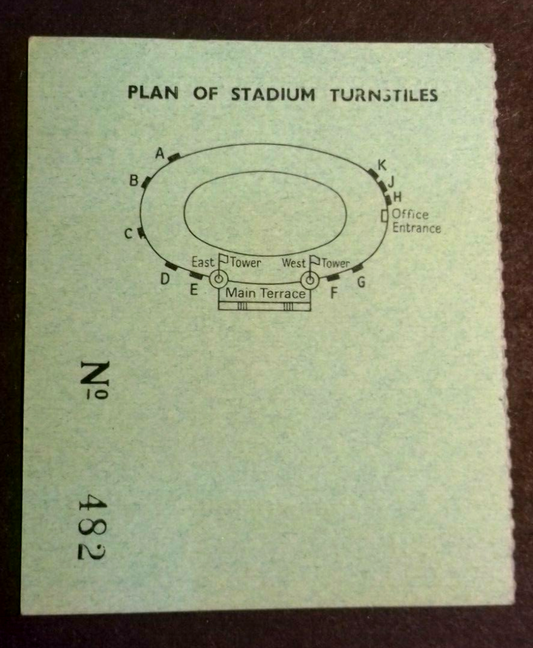 PLAN OF STADIUM TURNSTILES
A
K
B
J
H
Office
Entrance
C
East Tower
West Tower
D
E
F
G
Main Terrace
Nº
482